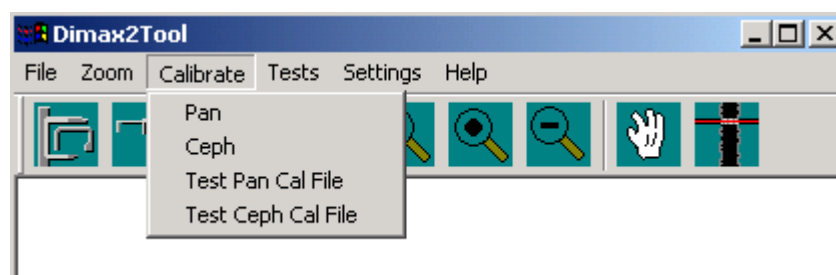 Dimax2Tool
File Zoom Calibrate Tests Settings Help
Pan
Ceph
Test Pan Cal File
Test Ceph Cal File